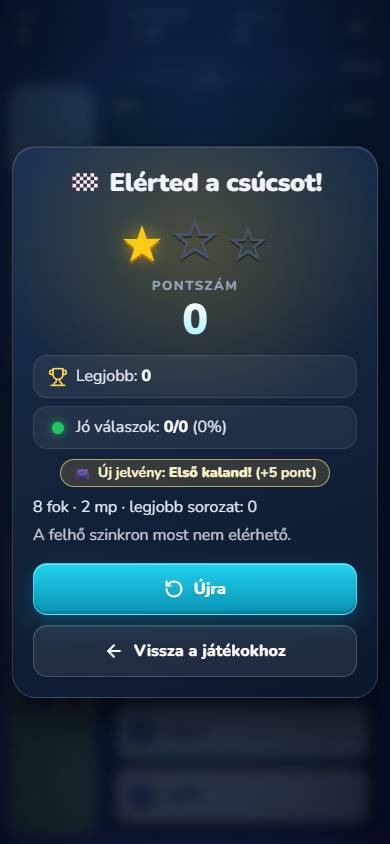 Elérted a csúcsot!
PONTSZÁM
0
Legjobb: 0
Jó válaszok: 0/0 (0%)
Új jelvény: Első kaland! (+5 pont)
8 fok · 2 mp · legjobb sorozat: 0
A felhő szinkron most nem elérhető.
Újra
Vissza a játékokhoz